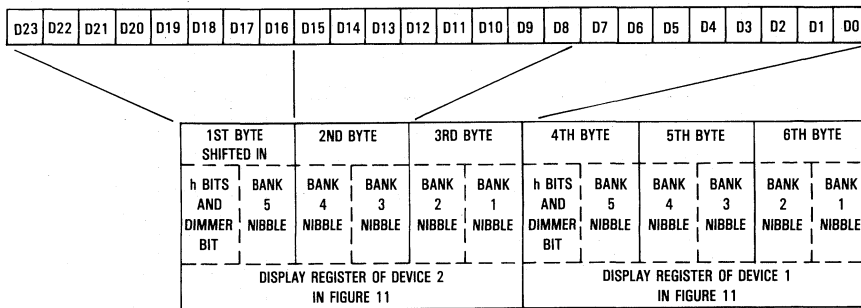 D23 D22 D21 D20 D19 D18 D17 D16 D15 D14 D13 D12 D11 D10 D9 D8 D7 D6 D5 D4 D3 D2 D1 D0
1ST BYTE 2ND BYTE 3RD BYTE 4TH BYTE 5TH BYTE 6TH BYTE
SHIFTED IN
h BITS BANK BANK BANK BANK BANK h BITS BANK BANK BANK BANK BANK
AND 5 4 3 2 1 AND 5 4 3 2 1
DIMMER NIBBLE NIBBLE NIBBLE NIBBLE NIBBLE DIMMER NIBBLE NIBBLE NIBBLE NIBBLE NIBBLE
BIT BIT
DISPLAY REGISTER OF DEVICE 2 DISPLAY REGISTER OF DEVICE 1
IN FIGURE 11 IN FIGURE 11